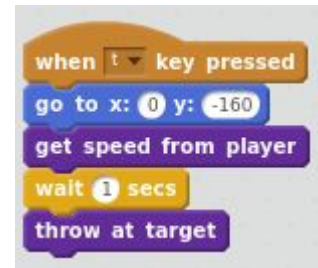 when t key pressed
go to x: 0 y: -160
get speed from player
wait 1 secs
throw at target